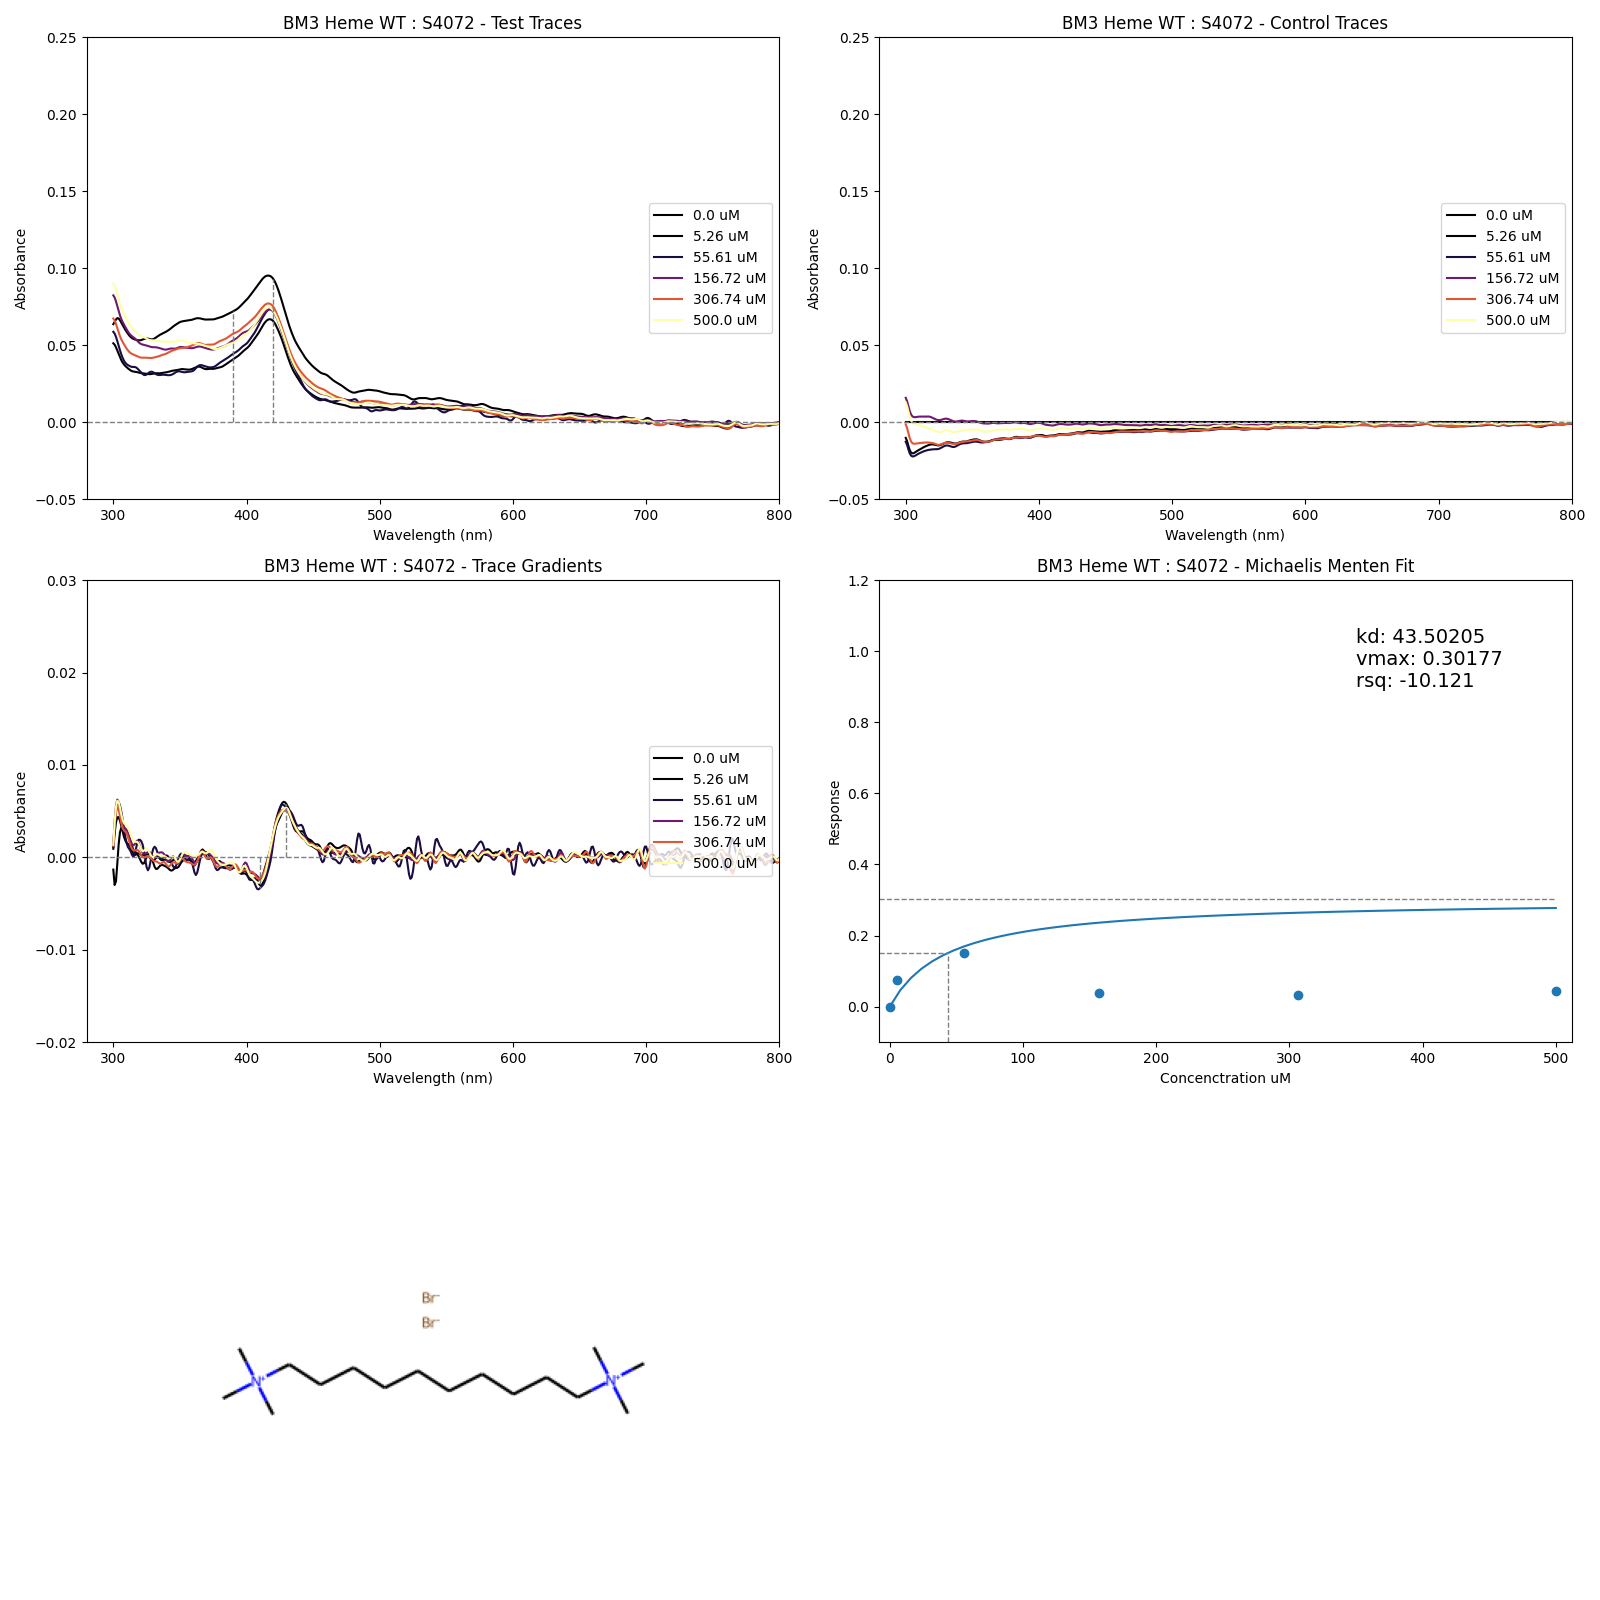 BM3 Heme WT : S4072 - Test Traces
Absorbance
0.25
0.20
0.15
0.10
0.05
0.00
−0.05
300 400 500 600 700 800
Wavelength (nm)
0.0 uM
5.26 uM
55.61 uM
156.72 uM
306.74 uM
500.0 uM
BM3 Heme WT : S4072 - Control Traces
Absorbance
0.25
0.20
0.15
0.10
0.05
0.00
−0.05
300 400 500 600 700 800
Wavelength (nm)
0.0 uM
5.26 uM
55.61 uM
156.72 uM
306.74 uM
500.0 uM
BM3 Heme WT : S4072 - Trace Gradients
Absorbance
0.03
0.02
0.01
0.00
−0.01
−0.02
300 400 500 600 700 800
Wavelength (nm)
0.0 uM
5.26 uM
55.61 uM
156.72 uM
306.74 uM
500.0 uM
BM3 Heme WT : S4072 - Michaelis Menten Fit
Response
1.2
1.0
0.8
0.6
0.4
0.2
0.0
0 100 200 300 400 500
Concenctration uM
kd: 43.50205
vmax: 0.30177
rsq: -10.121
Br⁻
Br⁻
N⁺ N⁺